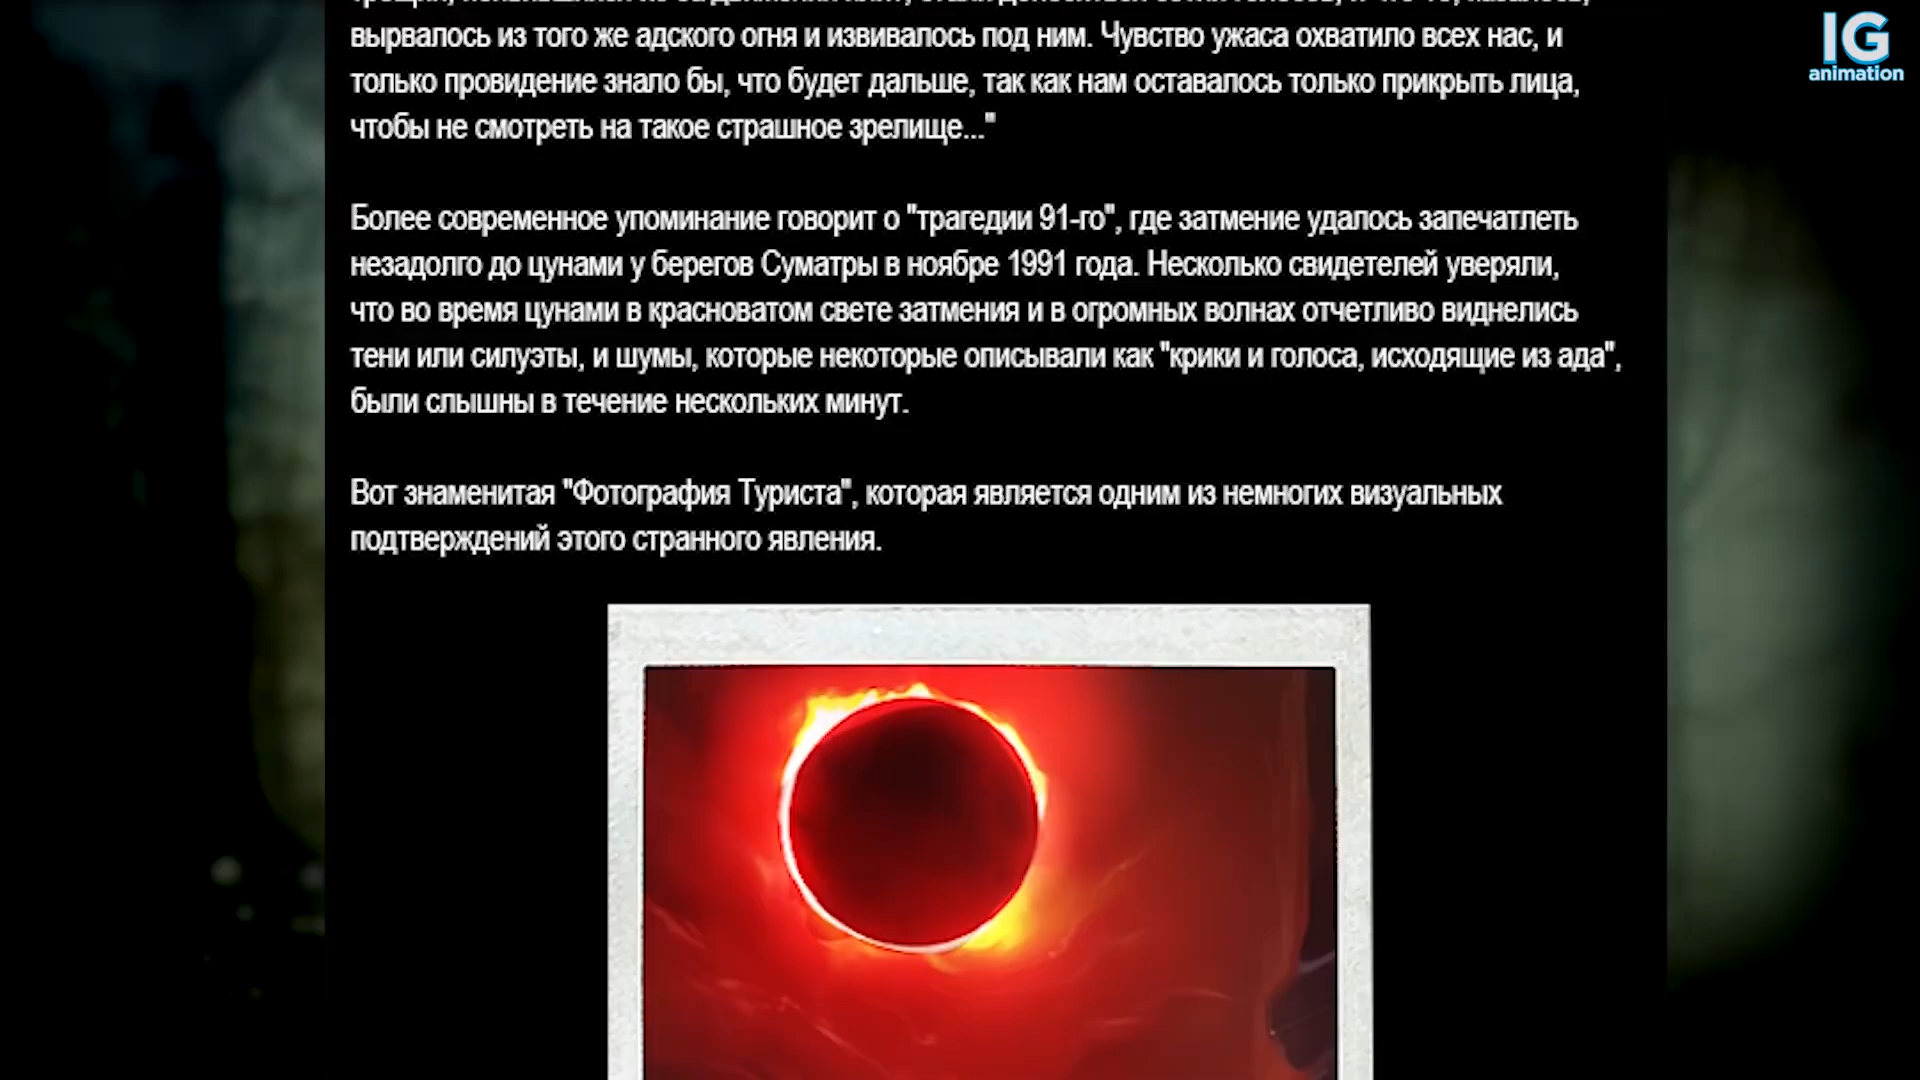 вырвалось из того же адского огня и извивалось под ним. Чувство ужаса охватило всех нас, и
только провидение знало бы, что будет дальше, так как нам оставалось только прикрыть лица,
чтобы не смотреть на такое страшное зрелище..."
Более современное упоминание говорит о "трагедии 91-го", где затмение удалось запечатлеть
незадолго до цунами у берегов Суматры в ноябре 1991 года. Несколько свидетелей уверяли,
что во время цунами в красноватом свете затмения и в огромных волнах отчетливо виднелись
тени или силуэты, и шумы, которые некоторые описывали как "крики и голоса, исходящие из ада",
были слышны в течение нескольких минут.
Вот знаменитая "Фотография Туриста", которая является одним из немногих визуальных
подтверждений этого странного явления.
IG
animation